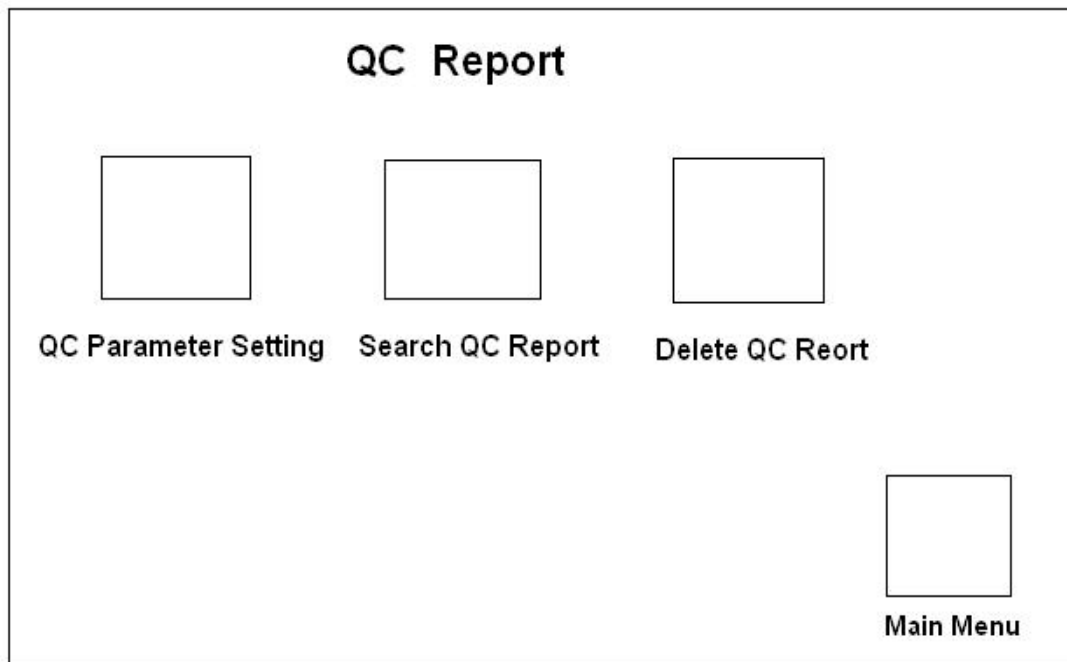 QC Report
QC Parameter Setting
Search QC Report
Delete QC Reort
Main Menu